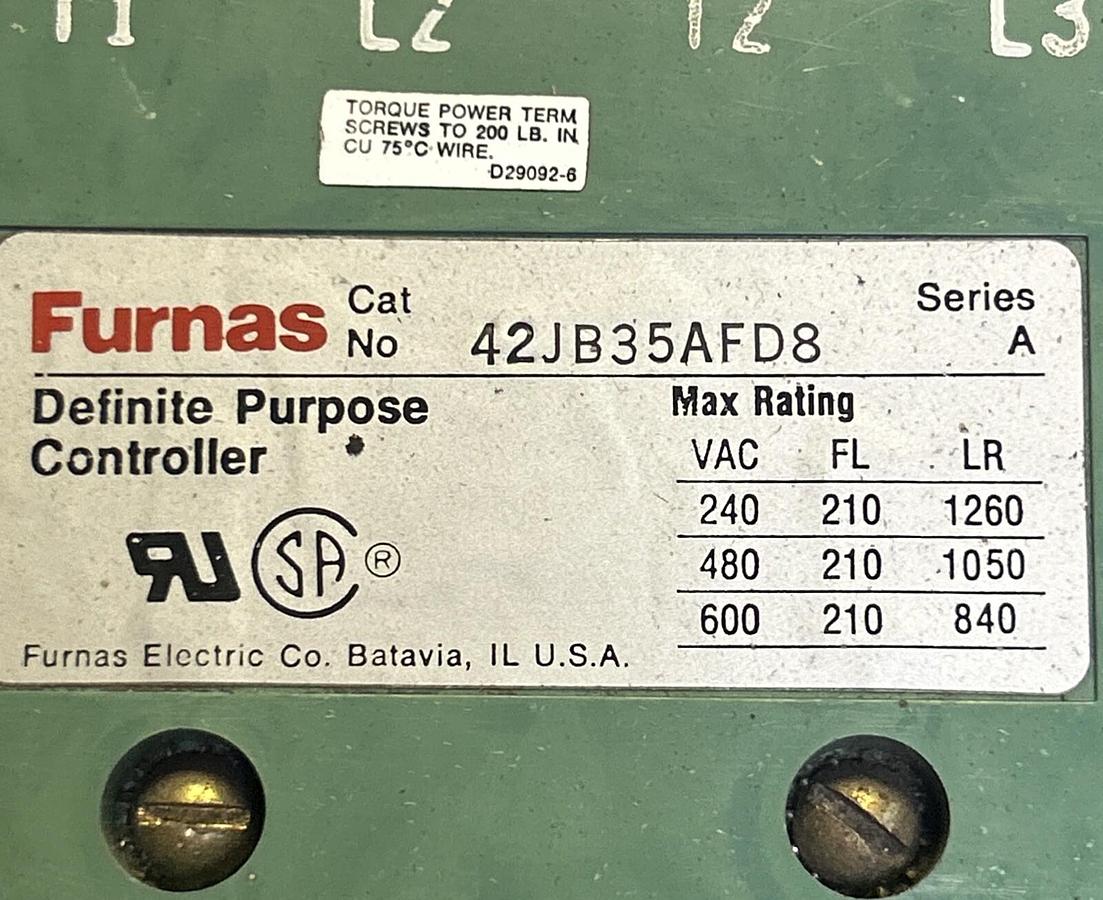 T1 L2 T2 L3
TORQUE POWER TERM
SCREWS TO 200 LB. IN.
CU 75°C WIRE.
D29092-6
Furnas Cat No 42JB35AFD8 Series A
Definite Purpose
Controller
Max Rating
VAC FL LR
240 210 1260
480 210 1050
600 210 840
RU SA ®
Furnas Electric Co. Batavia, IL U.S.A.